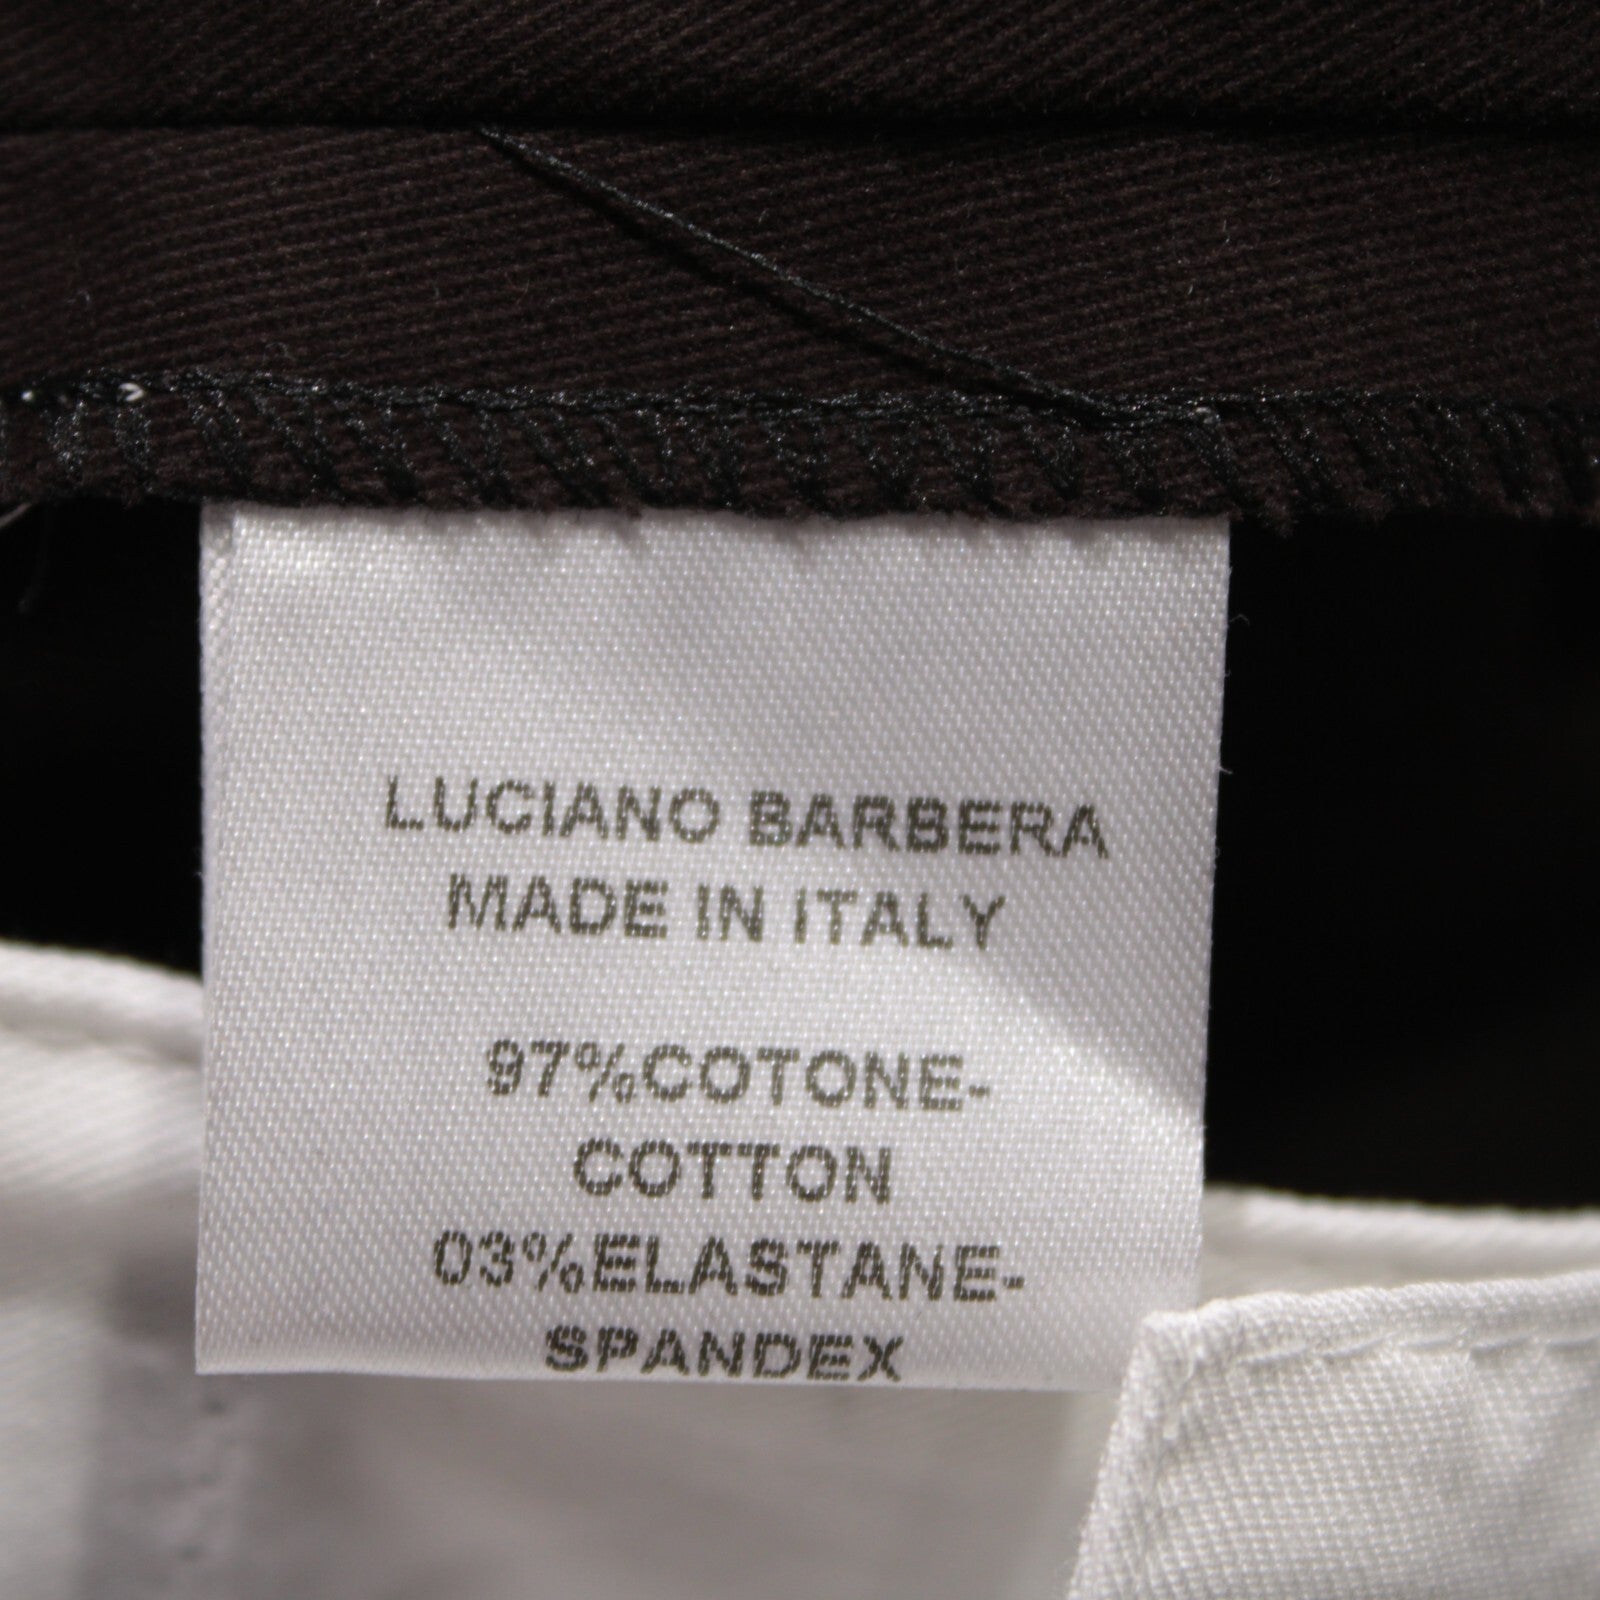 LUCIANO BARBERA
MADE IN ITALY
97%COTONE-
COTTON
03%ELASTANE-
SPANDEX